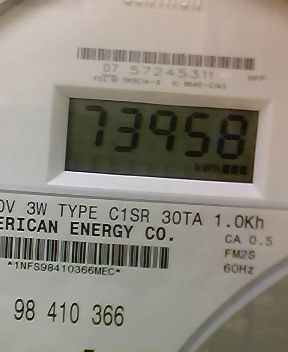 07 57245311 HPP
73958
kWh
0V 3W TYPE C1SR 30TA 1.0Kh
ERICAN ENERGY CO.
CA 0.5
FM2S
*1NFS98410366MEC*
60Hz
98 410 366